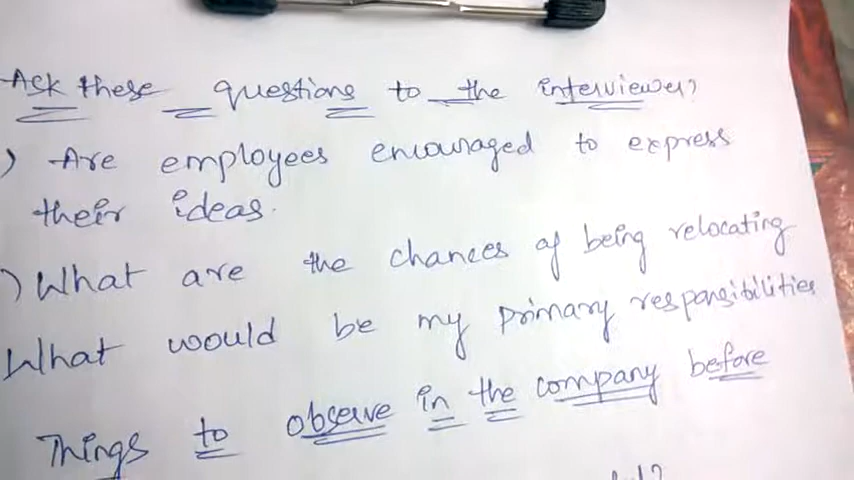 Ask these questions to the interviewer?
) Are employees encouraged to express
their ideas.
) What are the chances of being relocating
What would be my primary responsibilities
Things to observe in the company before